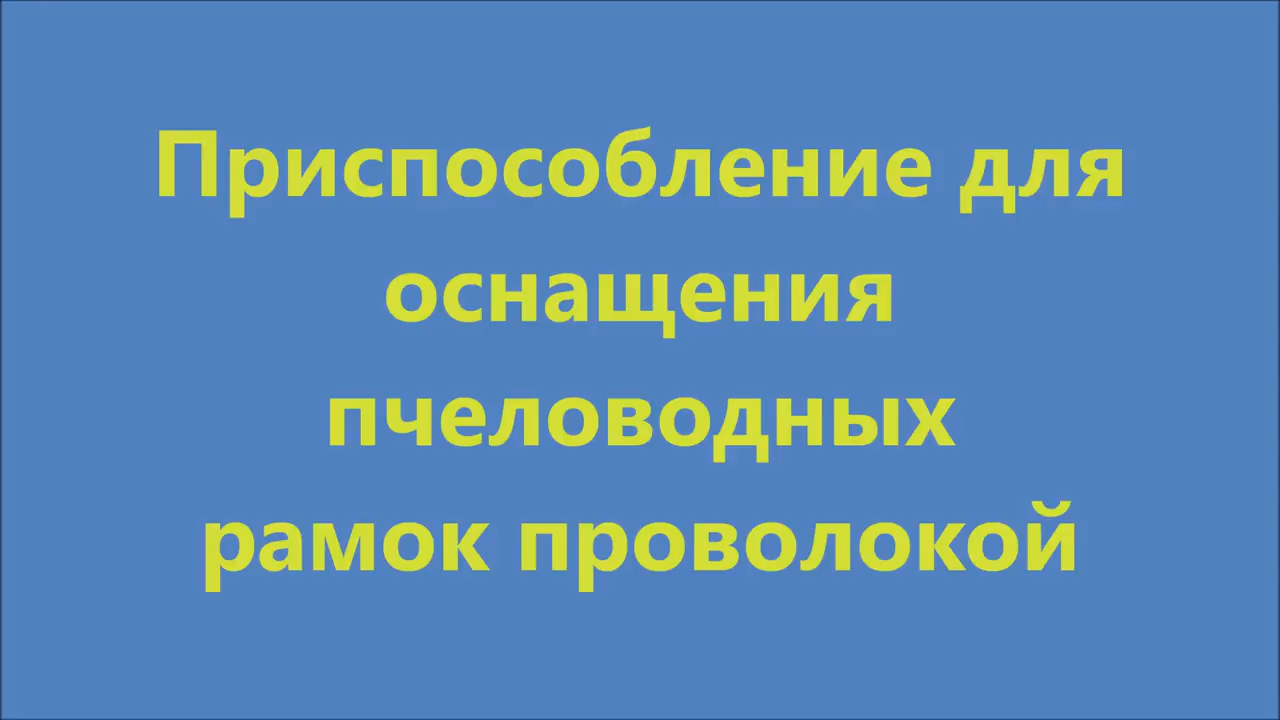 Приспособление для
оснащения
пчеловодных
рамок проволокой